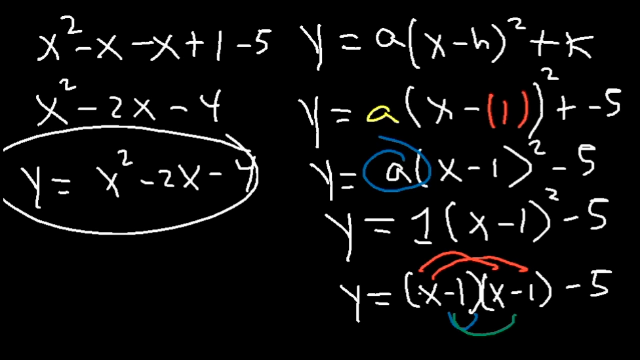 x² - x - x + 1 - 5
x² - 2x - 4
y = x² - 2x - 4
y = a(x-h)² + k
y = a(x - (1))² + -5
y = a(x - 1)² - 5
y = 1(x - 1)² - 5
y = (x - 1)(x - 1) - 5